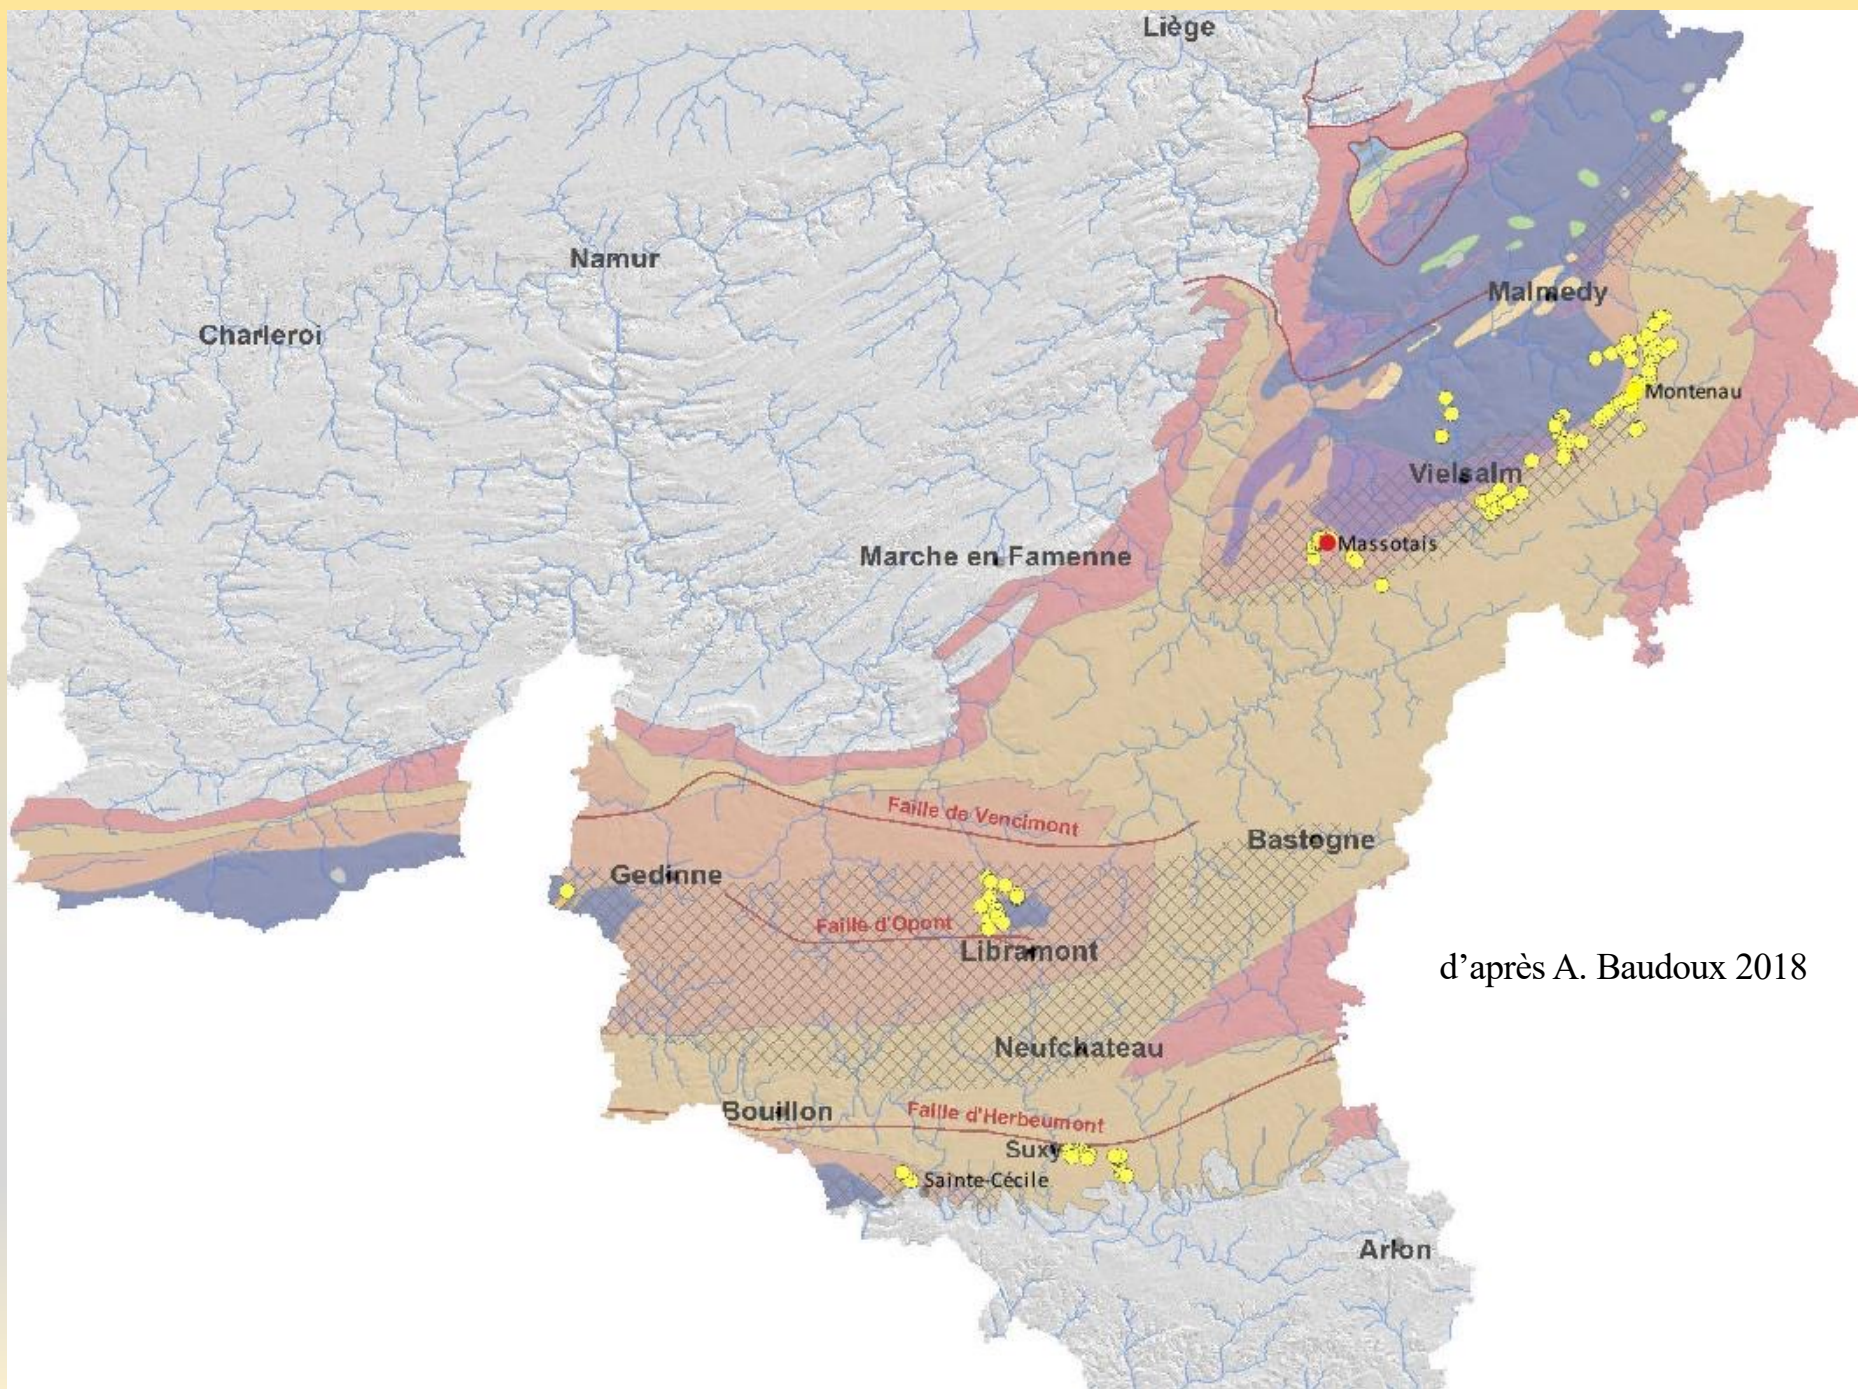 Liège
Namur
Malmedy
Charleroi
Montenau
Vielsalm
Massotais
Marche en Famenne
Faille de Vencimont
Bastogne
Gedinne
Faille d'Opont
Libramont
d'après A. Baudoux 2018
Neufchateau
Bouillon
Faille d'Herbeumont
Suxy
Sainte-Cécile
Arlon